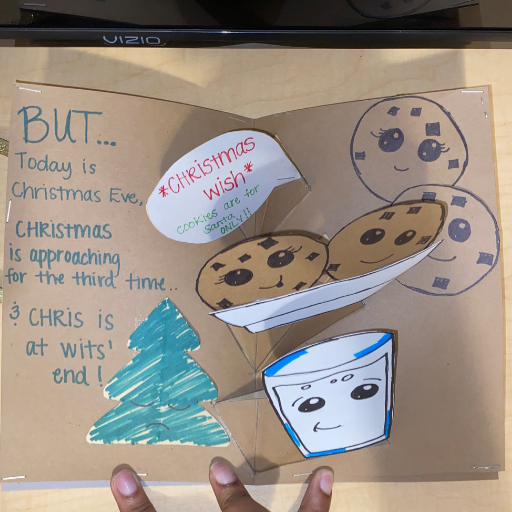 VIZIO
BUT...
Today is
Christmas Eve,
CHRISTMAS
is approaching
for the third time..
& CHRIS is
at wits'
end!
*CHRISTMAS
WISH*
COOKIES are for
Santa
ONLY!!